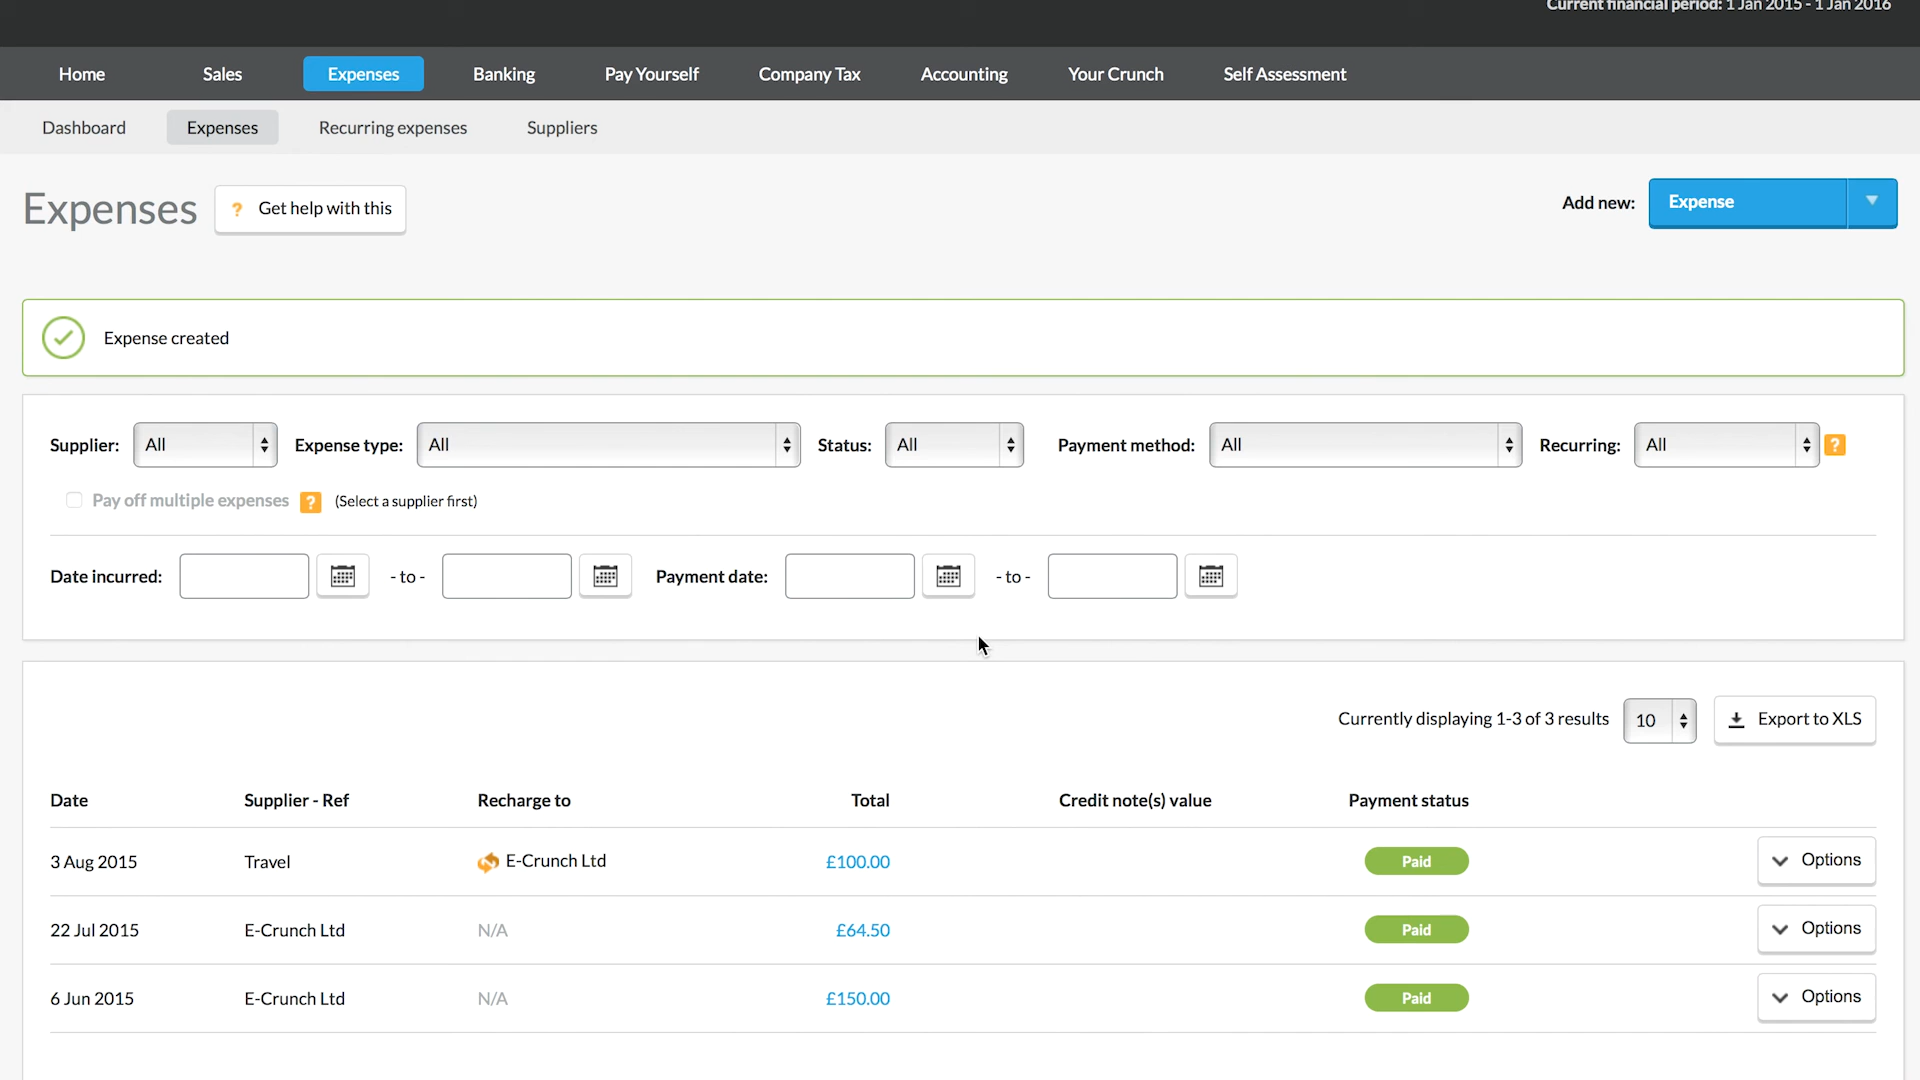 Current financial period: 1 Jan 2015 - 1 Jan 2016
Home Sales Expenses Banking Pay Yourself Company Tax Accounting Your Crunch Self Assessment
Dashboard Expenses Recurring expenses Suppliers
Expenses ? Get help with this Add new: Expense
Expense created
Supplier: All Expense type: All Status: All Payment method: All Recurring: All ?
Pay off multiple expenses ? (Select a supplier first)
Date incurred: - to - Payment date: - to -
Currently displaying 1-3 of 3 results 10 Export to XLS
Date Supplier - Ref Recharge to Total Credit note(s) value Payment status
3 Aug 2015 Travel E-Crunch Ltd £100.00 Paid Options
22 Jul 2015 E-Crunch Ltd N/A £64.50 Paid Options
6 Jun 2015 E-Crunch Ltd N/A £150.00 Paid Options